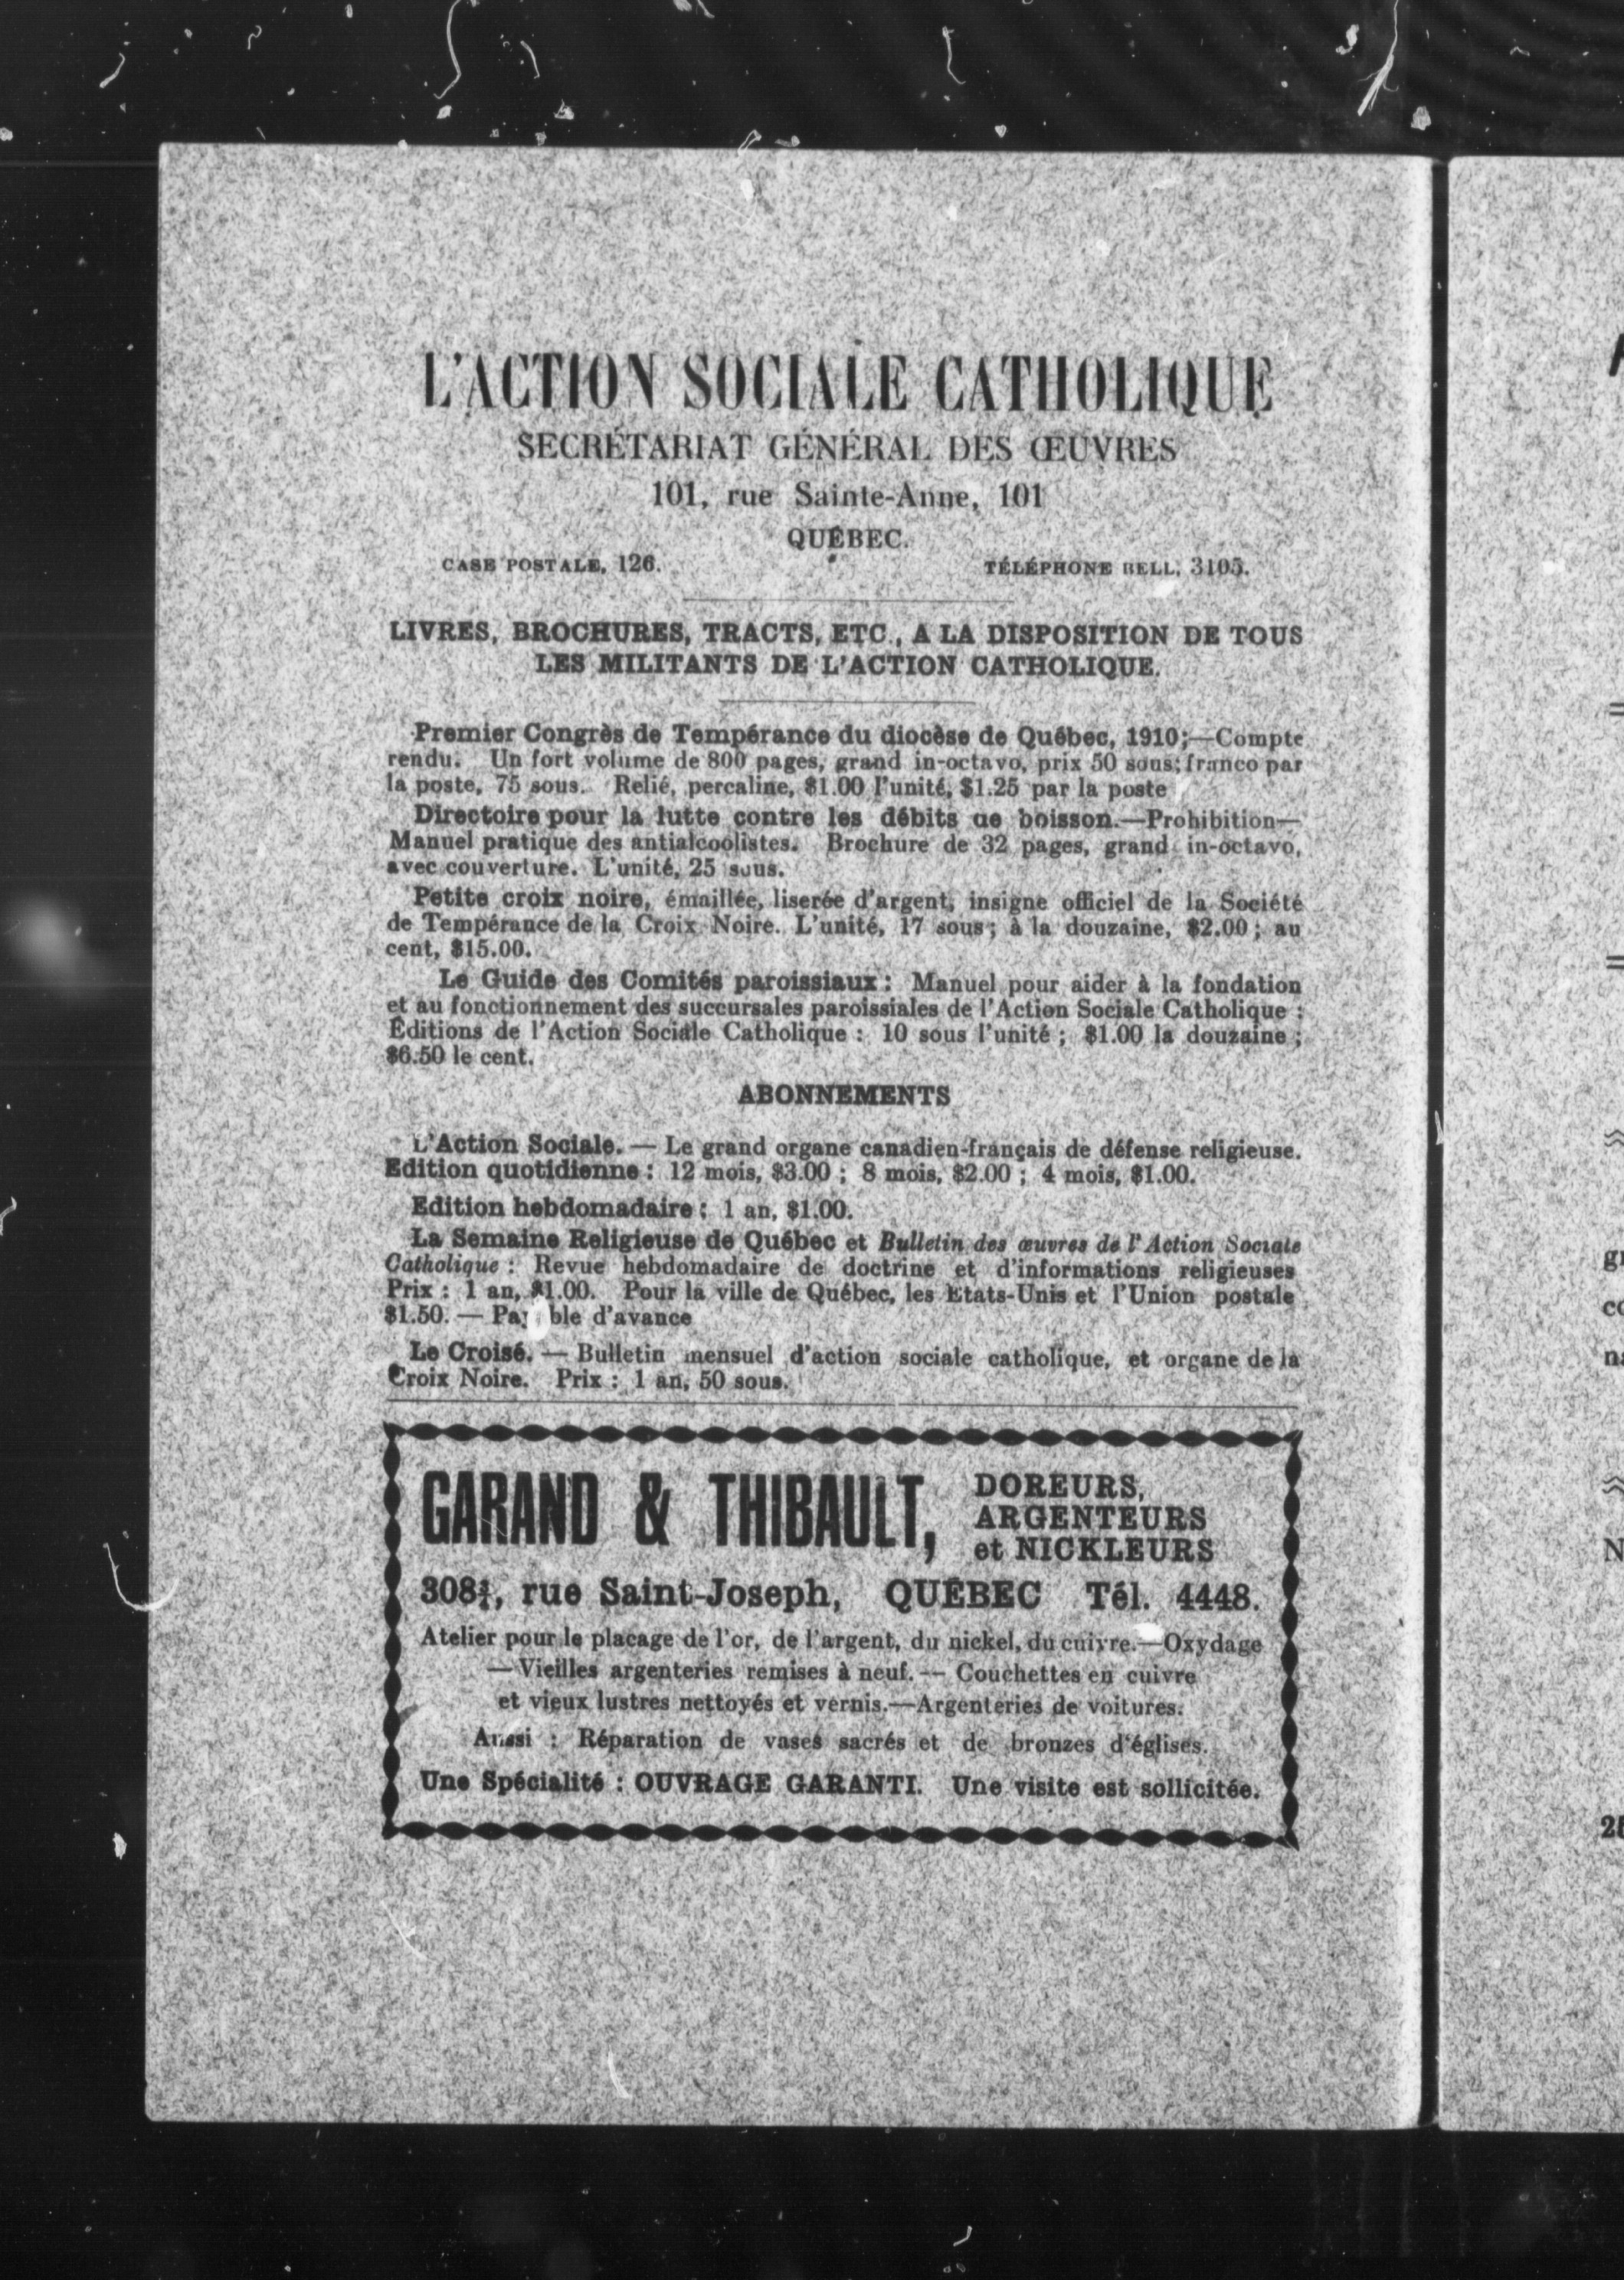 L'ACTION SOCIALE CATHOLIQUE
SECRÉTARIAT GÉNÉRAL DES ŒUVRES
101, rue Sainte-Anne, 101
QUÉBEC.
CASE POSTALE, 126. TÉLÉPHONE BELL, 3105.
LIVRES, BROCHURES, TRACTS, ETC., A LA DISPOSITION DE TOUS
LES MILITANTS DE L'ACTION CATHOLIQUE.
Premier Congrès de Tempérance du diocèse de Québec, 1910;—Compte
rendu. Un fort volume de 800 pages, grand in-octavo, prix 50 sous; franco par
la poste, 75 sous. Relié, percaline, $1.00 l'unité, $1.25 par la poste
Directoire pour la lutte contre les débits de boisson.—Prohibition—
Manuel pratique des antialcoolistes. Brochure de 32 pages, grand in-octavo,
avec couverture. L'unité, 25 sous.
Petite croix noire, émaillée, liserée d'argent, insigne officiel de la Société
de Tempérance de la Croix Noire. L'unité, 17 sous; à la douzaine, $2.00; au
cent, $15.00.
Le Guide des Comités paroissiaux: Manuel pour aider à la fondation
et au fonctionnement des succursales paroissiales de l'Action Sociale Catholique :
Éditions de l'Action Sociale Catholique : 10 sous l'unité ; $1.00 la douzaine ;
$6.50 le cent.
ABONNEMENTS
L'Action Sociale. — Le grand organe canadien-français de défense religieuse.
Edition quotidienne : 12 mois, $3.00 ; 8 mois, $2.00 ; 4 mois, $1.00.
Edition hebdomadaire : 1 an, $1.00.
La Semaine Religieuse de Québec et Bulletin des œuvres de l'Action Sociale
Catholique : Revue hebdomadaire de doctrine et d'informations religieuses
Prix : 1 an, $1.00. Pour la ville de Québec, les Etats-Unis et l'Union postale
$1.50. — Payable d'avance
Le Croisé. — Bulletin mensuel d'action sociale catholique, et organe de la
Croix Noire. Prix : 1 an, 50 sous.
GARAND & THIBAULT, DOREURS,
ARGENTEURS
et NICKLEURS
308¾, rue Saint-Joseph, QUÉBEC Tél. 4448.
Atelier pour le placage de l'or, de l'argent, du nickel, du cuivre.—Oxydage
—Vieilles argenteries remises à neuf.— Couchettes en cuivre
et vieux lustres nettoyés et vernis.—Argenteries de voitures.
Aussi : Réparation de vases sacrés et de bronzes d'églises.
Une Spécialité : OUVRAGE GARANTI. Une visite est sollicitée.